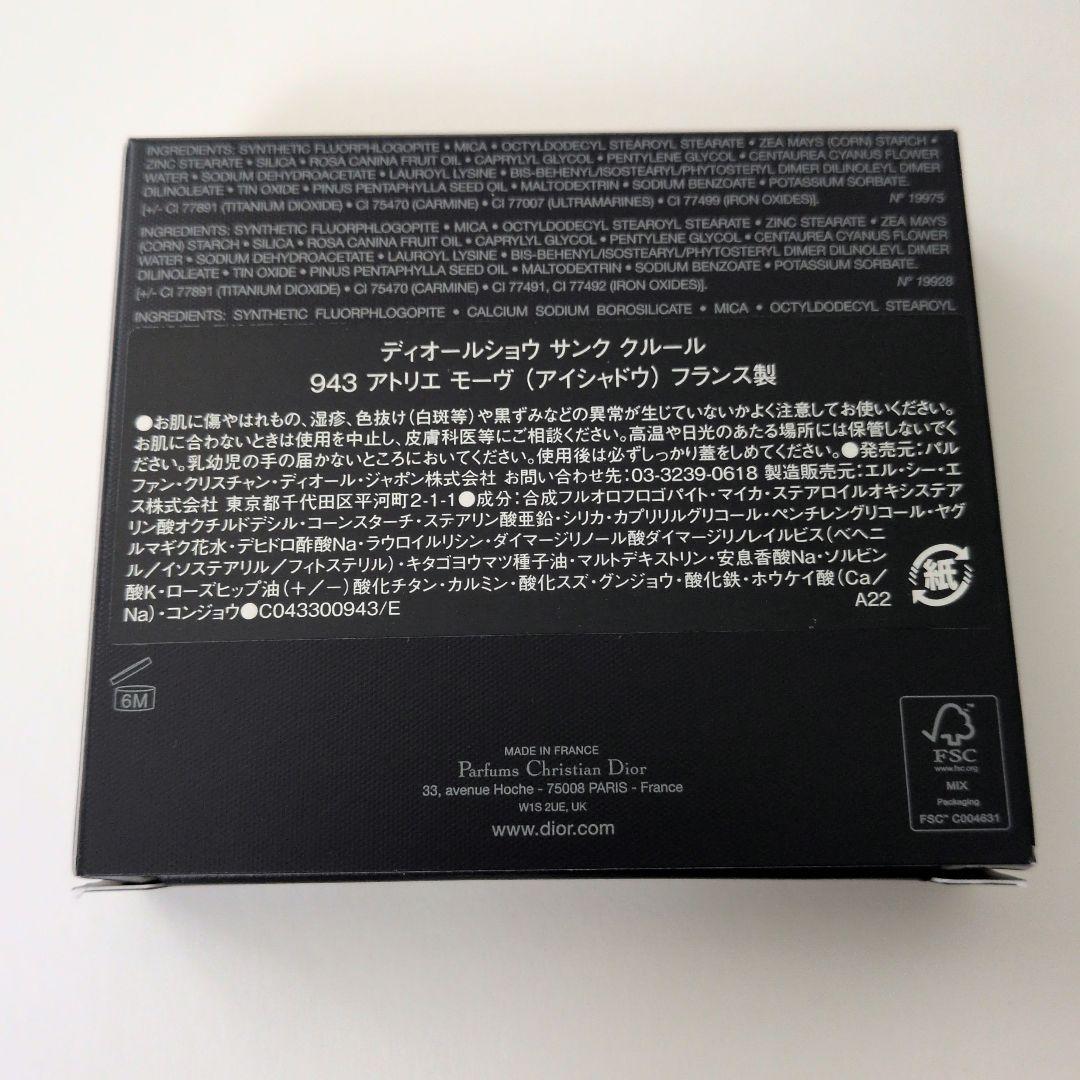 INGREDIENTS: SYNTHETIC FLUORPHLOGOPITE • MICA • OCTYLDODECYL STEAROYL STEARATE • ZEA MAYS (CORN) STARCH •
ZINC STEARATE • SILICA • ROSA CANINA FRUIT OIL • CAPRYLYL GLYCOL • PENTYLENE GLYCOL • CENTAUREA CYANUS FLOWER
WATER • SODIUM DEHYDROACETATE • LAUROYL LYSINE • BIS-BEHENYL/ISOSTEARYL/PHYTOSTERYL DIMER DILINOLEYL DIMER
DILINOLEATE • TIN OXIDE • PINUS PENTAPHYLLA SEED OIL • MALTODEXTRIN • SODIUM BENZOATE • POTASSIUM SORBATE.
[+/- CI 77891 (TITANIUM DIOXIDE) • CI 75470 (CARMINE) • CI 77007 (ULTRAMARINES) • CI 77499 (IRON OXIDES)]. N° 19975
INGREDIENTS: SYNTHETIC FLUORPHLOGOPITE • MICA • OCTYLDODECYL STEAROYL STEARATE • ZINC STEARATE • ZEA MAYS
(CORN) STARCH • SILICA • ROSA CANINA FRUIT OIL • CAPRYLYL GLYCOL • PENTYLENE GLYCOL • CENTAUREA CYANUS FLOWER
WATER • SODIUM DEHYDROACETATE • LAUROYL LYSINE • BIS-BEHENYL/ISOSTEARYL/PHYTOSTERYL DIMER DILINOLEYL DIMER
DILINOLEATE • TIN OXIDE • PINUS PENTAPHYLLA SEED OIL • MALTODEXTRIN • SODIUM BENZOATE • POTASSIUM SORBATE.
[+/- CI 77891 (TITANIUM DIOXIDE) • CI 75470 (CARMINE) • CI 77491, CI 77492 (IRON OXIDES)]. N° 19928
INGREDIENTS: SYNTHETIC FLUORPHLOGOPITE • CALCIUM SODIUM BOROSILICATE • MICA • OCTYLDODECYL STEAROYL
ディオールショウ サンク クルール
943 アトリエ モーヴ（アイシャドウ）フランス製
●お肌に傷やはれもの、湿疹、色抜け（白斑等）や黒ずみなどの異常が生じていないかよく注意してお使いください。
お肌に合わないときは使用を中止し、皮膚科医等にご相談ください。高温や日光のあたる場所には保管しないでく
ださい。乳幼児の手の届かないところにおいてください。使用後は必ずしっかり蓋をしめてください。●発売元：パル
ファン・クリスチャン・ディオール・ジャポン株式会社 お問い合わせ先：03-3239-0618 製造販売元：エル・シー・エ
ス株式会社 東京都千代田区平河町2-1-1●成分：合成フルオロフロゴパイト・マイカ・ステアロイルオキシステア
リン酸オクチルドデシル・コーンスターチ・ステアリン酸亜鉛・シリカ・カプリリルグリコール・ペンチレングリコール・ヤグ
ルマギク花水・デヒドロ酢酸Na・ラウロイルリシン・ダイマージリノール酸ダイマージリノレイルビス（ベヘニ
ル／イソステアリル／フィトステリル）・キタゴヨウマツ種子油・マルトデキストリン・安息香酸Na・ソルビン
酸K・ローズヒップ油（＋／－）酸化チタン・カルミン・酸化スズ・グンジョウ・酸化鉄・ホウケイ酸（Ca／
Na）・コンジョウ●C043300943/E
A22
紙
6M
MADE IN FRANCE
Parfums Christian Dior
33, avenue Hoche - 75008 PARIS - France
W1S 2UE, UK
www.dior.com
FSC
www.fsc.org
MIX
Packaging
FSC™ C004631